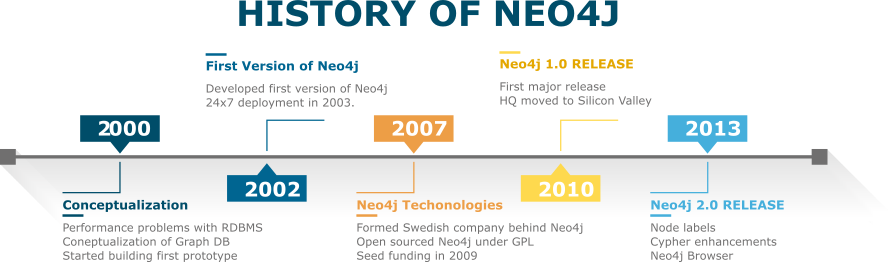 HISTORY OF NEO4J
First Version of Neo4j
Developed first version of Neo4j
24x7 deployment in 2003.
Neo4j 1.0 RELEASE
First major release
HQ moved to Silicon Valley
2000
2007
2013
2002
2010
Conceptualization
Performance problems with RDBMS
Coneptualization of Graph DB
Started building first prototype
Neo4j Techonologies
Formed Swedish company behind Neo4j
Open sourced Neo4j under GPL
Seed funding in 2009
Neo4j 2.0 RELEASE
Node labels
Cypher enhancements
Neo4j Browser